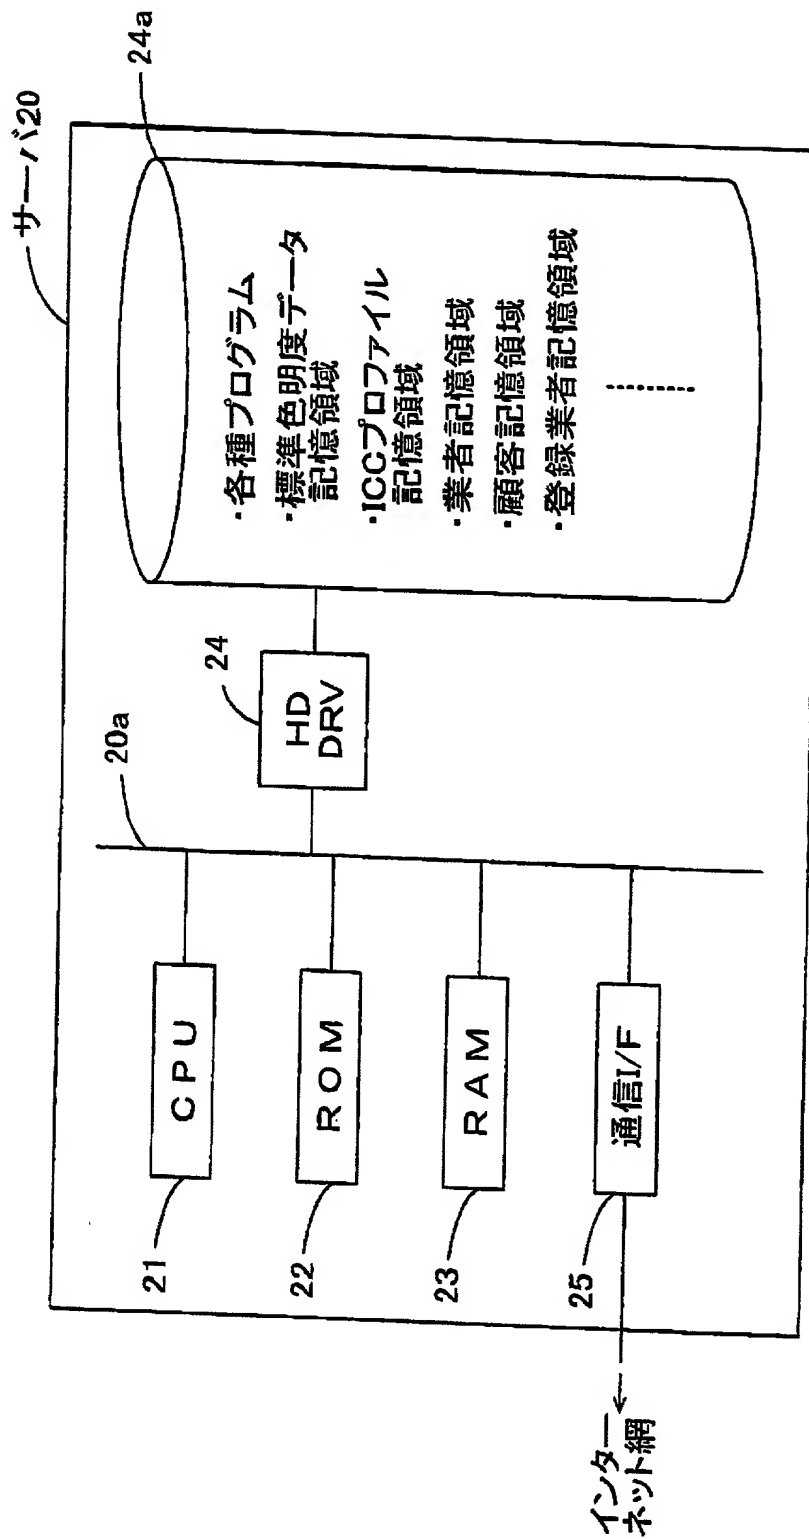 サーバ20
24a
・各種プログラム
・標準色明度データ
記憶領域
・ICCプロファイル
記憶領域
・業者記憶領域
・顧客記憶領域
・登録業者記憶領域
24
HD
DRV
20a
CPU
21
ROM
22
RAM
23
通信I/F
25
インター
ネット網